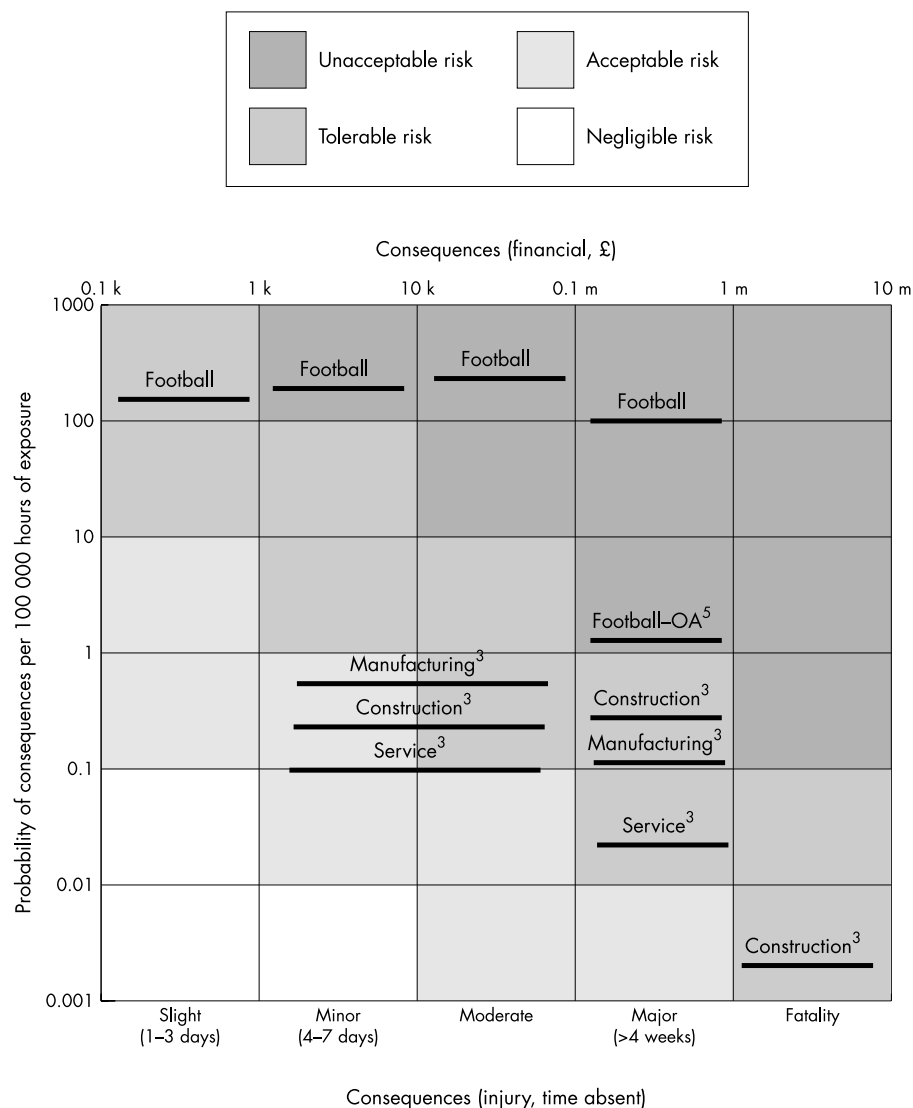 Unacceptable risk
Acceptable risk
Tolerable risk
Negligible risk
Consequences (financial, £)
0.1 k
1 k
10 k
0.1 m
1 m
10 m
1000
100
10
1
0.1
0.01
0.001
Probability of consequences per 100 000 hours of exposure
Football
Football
Football
Football
Football–OA⁵
Manufacturing³
Construction³
Service³
Construction³
Manufacturing³
Service³
Construction³
Slight
(1–3 days)
Minor
(4–7 days)
Moderate
Major
(>4 weeks)
Fatality
Consequences (injury, time absent)